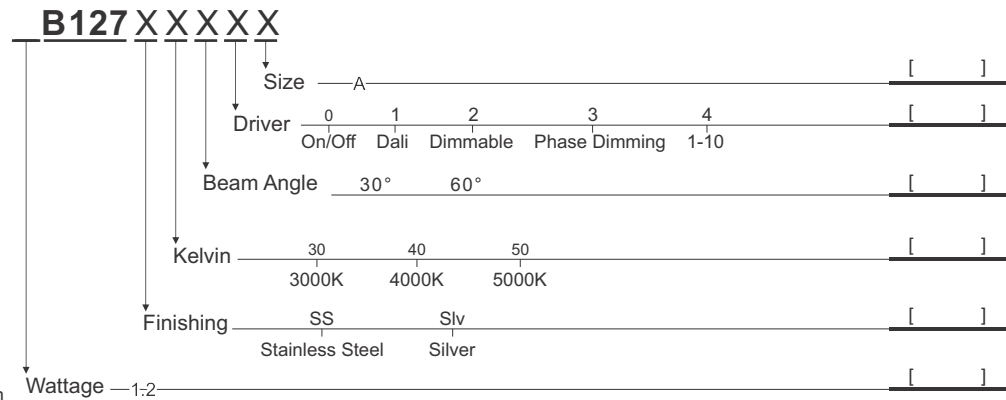 _B127 X X X X X
Size A [ ]
0 1 2 3 4
Driver [ ]
On/Off Dali Dimmable Phase Dimming 1-10
Beam Angle 30° 60° [ ]
30 40 50
Kelvin [ ]
3000K 4000K 5000K
SS Slv
Finishing [ ]
Stainless Steel Silver
Wattage 1.2 [ ]